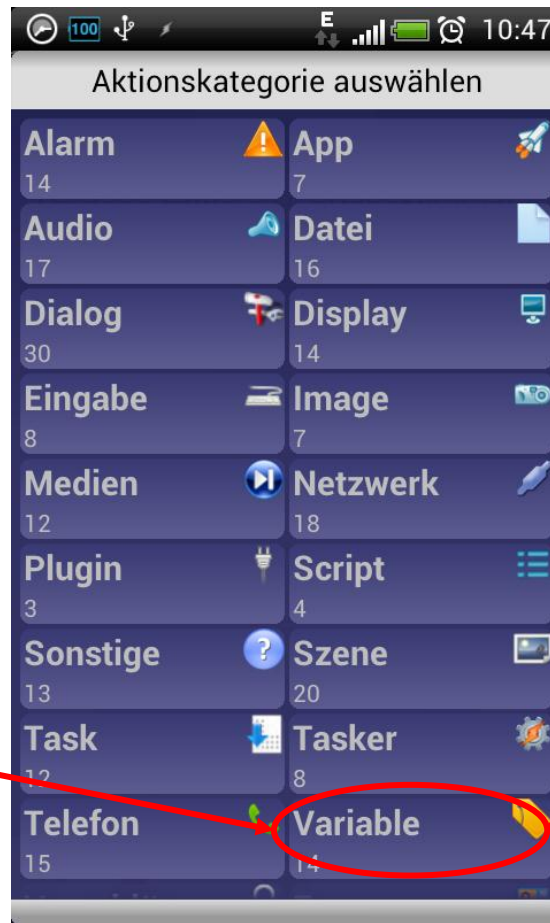 100 E 10:47
Aktionskategorie auswählen
Alarm App
14 7
Audio Datei
17 16
Dialog Display
30 14
Eingabe Image
8 7
Medien Netzwerk
12 18
Plugin Script
3 4
Sonstige Szene
13 20
Task Tasker
12 8
Telefon Variable
15 14